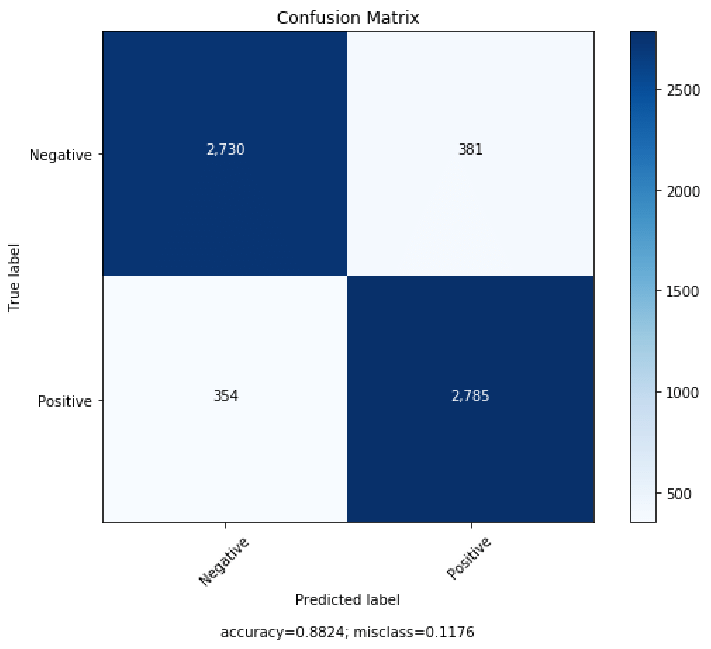 Confusion Matrix
Negative
2,730
381
2500
2000
True label
1500
Positive
354
2,785
1000
500
Negative
Positive
Predicted label
accuracy=0.8824; misclass=0.1176